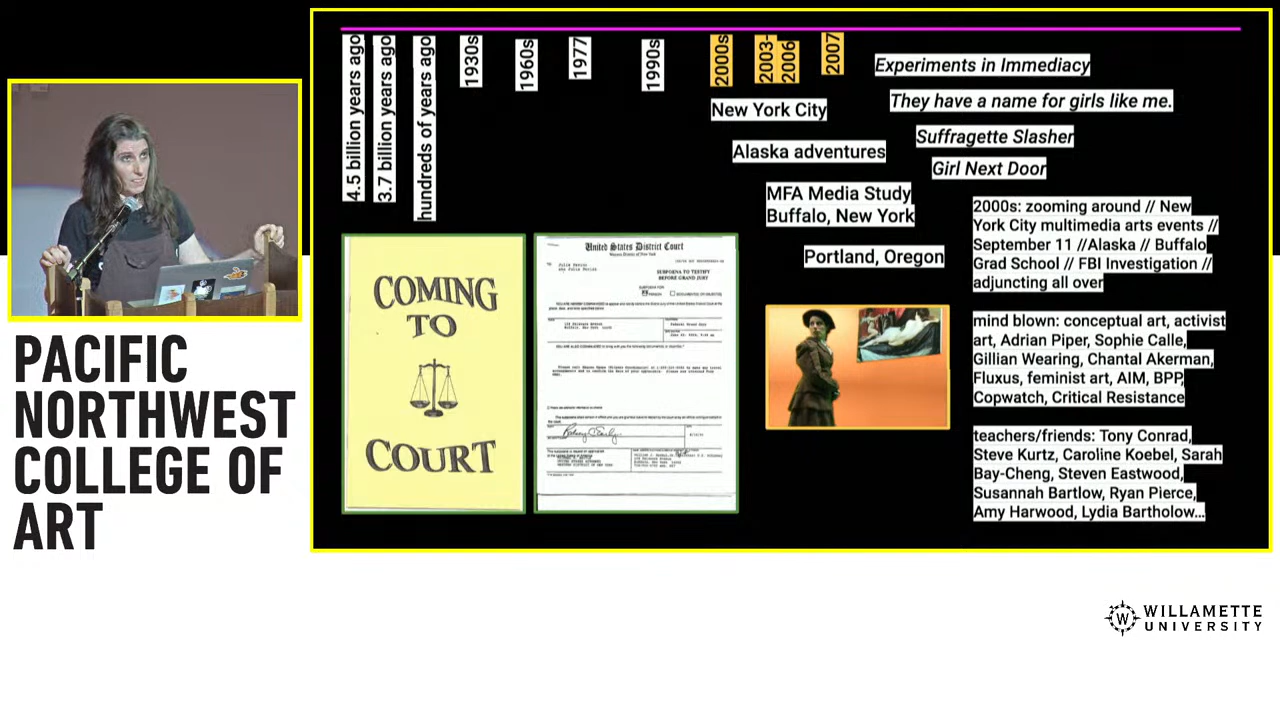 4.5 billion years ago
3.7 billion years ago
hundreds of years ago
1930s
1960s
1977
1990s
2000s
2003-
2006
2007
Experiments in Immediacy
They have a name for girls like me.
Suffragette Slasher
Girl Next Door
New York City
Alaska adventures
MFA Media Study
Buffalo, New York
Portland, Oregon
2000s: zooming around // New
York City multimedia arts events //
September 11 //Alaska // Buffalo
Grad School // FBI Investigation //
adjuncting all over
mind blown: conceptual art, activist
art, Adrian Piper, Sophie Calle,
Gillian Wearing, Chantal Akerman,
Fluxus, feminist art, AIM, BPP,
Copwatch, Critical Resistance
teachers/friends: Tony Conrad,
Steve Kurtz, Caroline Koebel, Sarah
Bay-Cheng, Steven Eastwood,
Susannah Bartlow, Ryan Pierce,
Amy Harwood, Lydia Bartholow...
COMING
TO
COURT
United States District Court
SUBPOENA TO TESTIFY
BEFORE GRAND JURY
PACIFIC
NORTHWEST
COLLEGE OF
ART
WILLAMETTE
UNIVERSITY